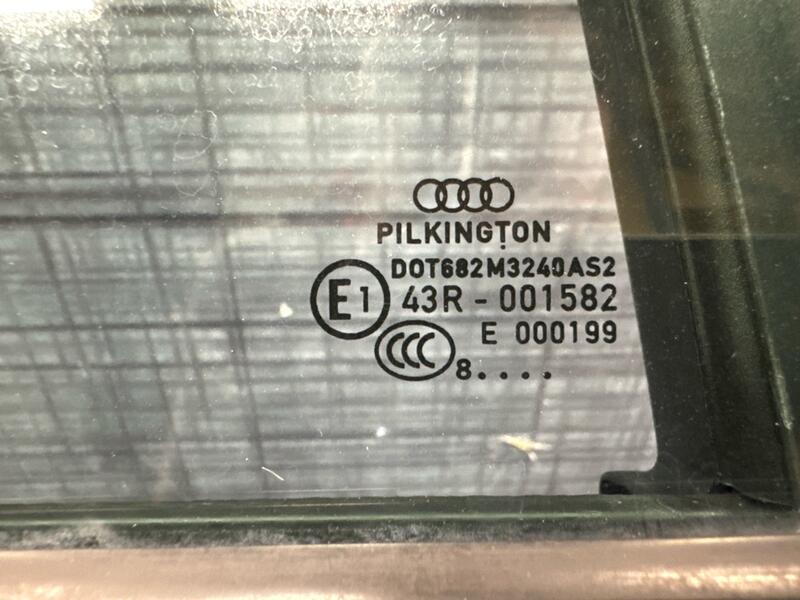 PILKINGTON
DOT682M3240AS2
E1 43R - 001582
E 000199
CCC 8....